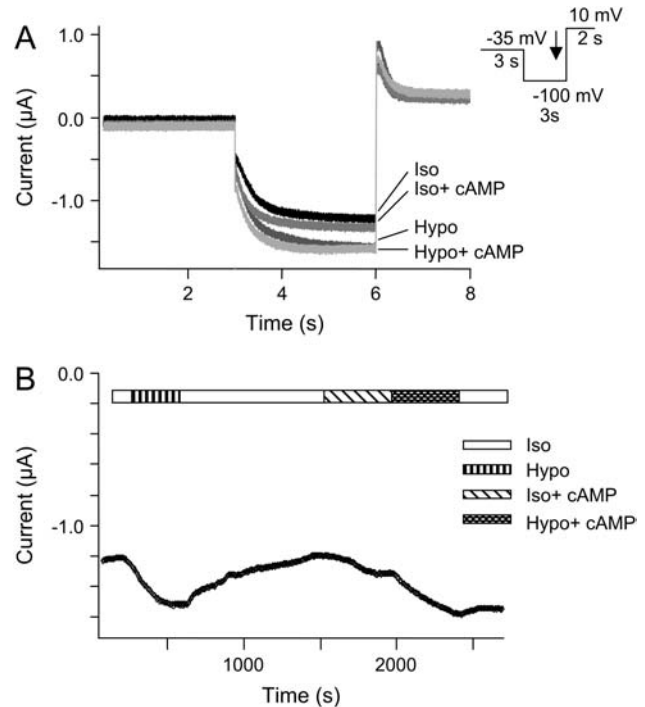 A
1.0
0.0
-1.0
Current (µA)
2
4
6
8
Time (s)
Iso
Iso+ cAMP
Hypo
Hypo+ cAMP
-35 mV
3 s
10 mV
2 s
-100 mV
3s
B
0.0
-1.0
Current (µA)
1000
2000
Time (s)
Iso
Hypo
Iso+ cAMP
Hypo+ cAMP